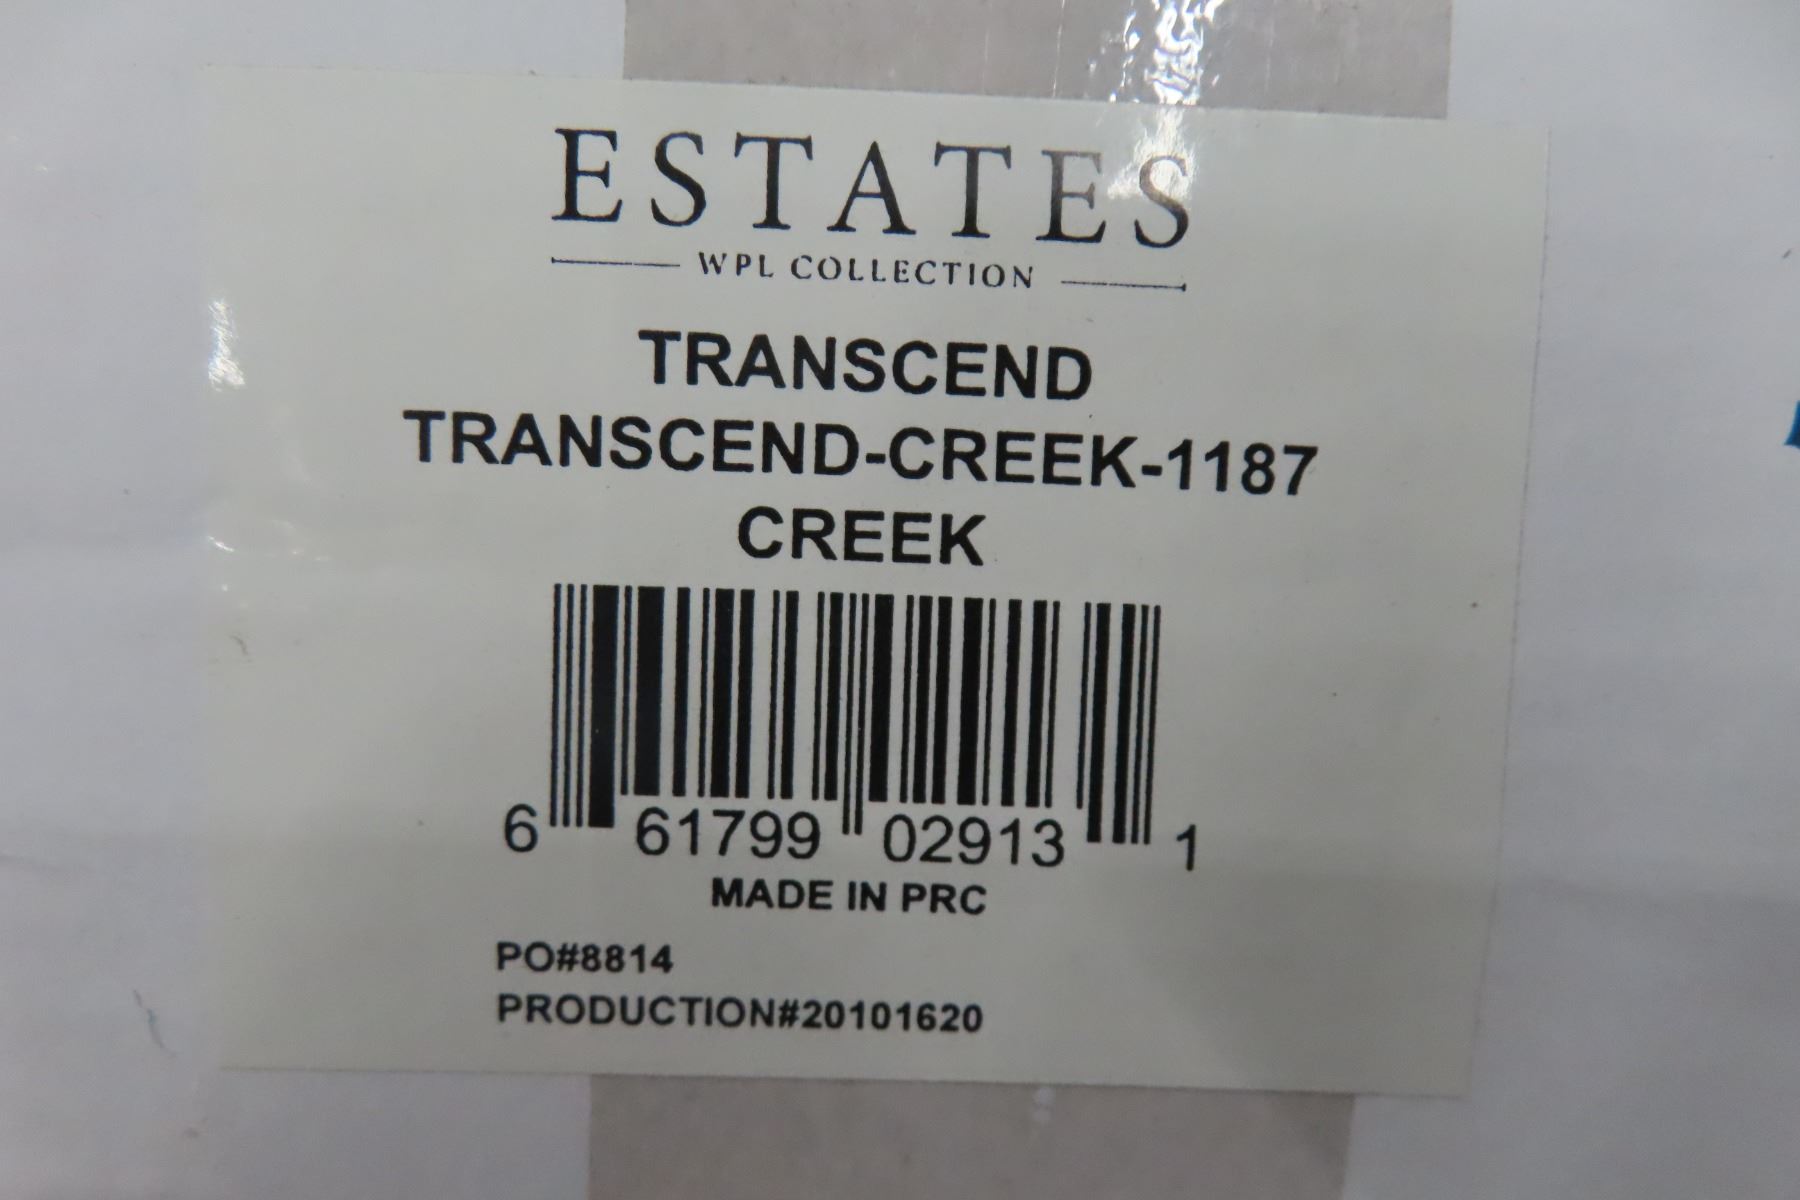 ESTATES
WPL COLLECTION
TRANSCEND
TRANSCEND-CREEK-1187
CREEK
6 61799 02913 1
MADE IN PRC
PO#8814
PRODUCTION#20101620